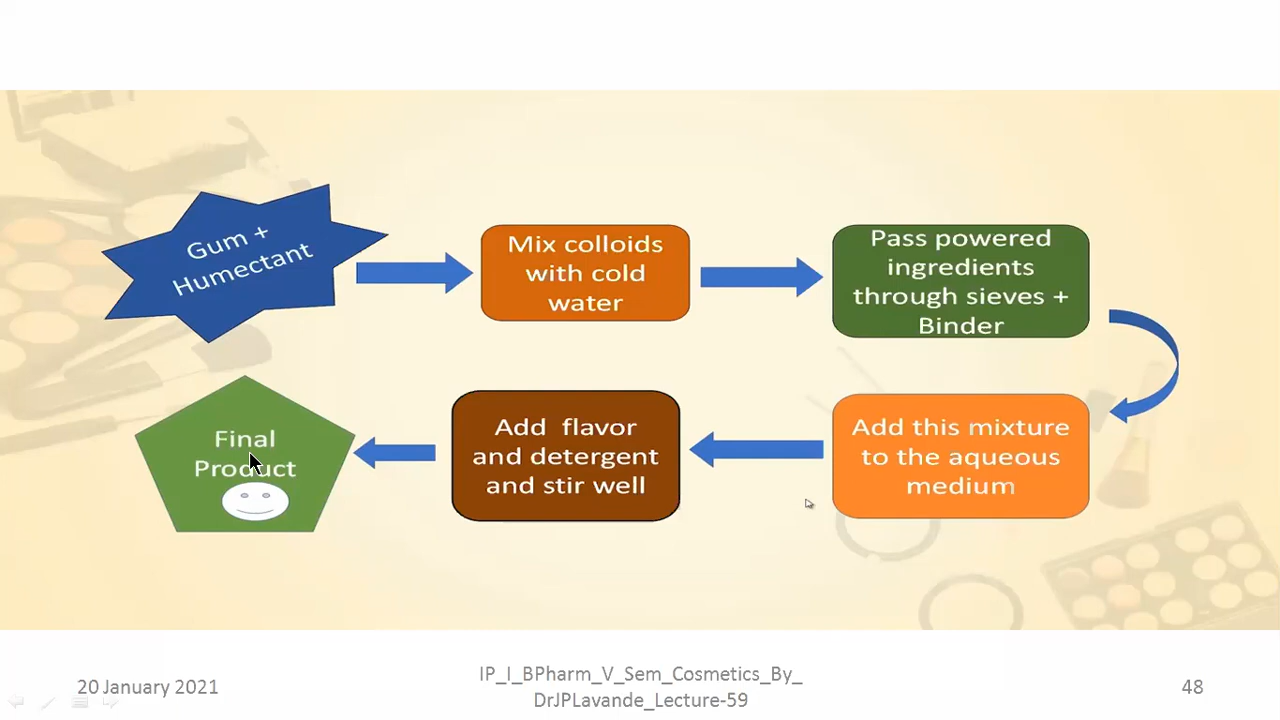 Gum +
Humectant
Mix colloids
with cold
water
Pass powered
ingredients
through sieves +
Binder
Add this mixture
to the aqueous
medium
Add flavor
and detergent
and stir well
Final
Product
20 January 2021
IP_I_BPharm_V_Sem_Cosmetics_By_
DrJPLavande_Lecture-59
48